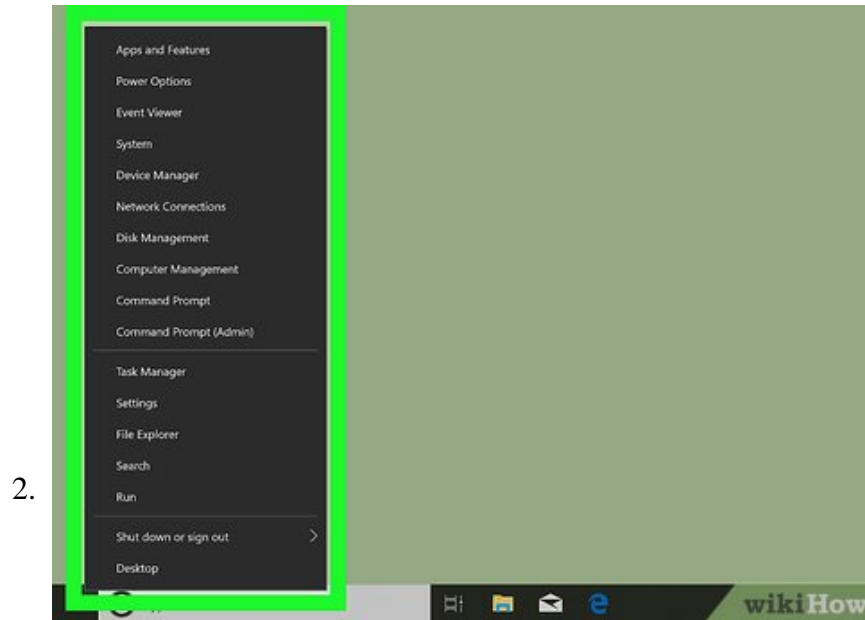 Apps and Features
Power Options
Event Viewer
System
Device Manager
Network Connections
Disk Management
Computer Management
Command Prompt
Command Prompt (Admin)
Task Manager
Settings
File Explorer
Search
Run
Shut down or sign out
Desktop
2.
wikiHow